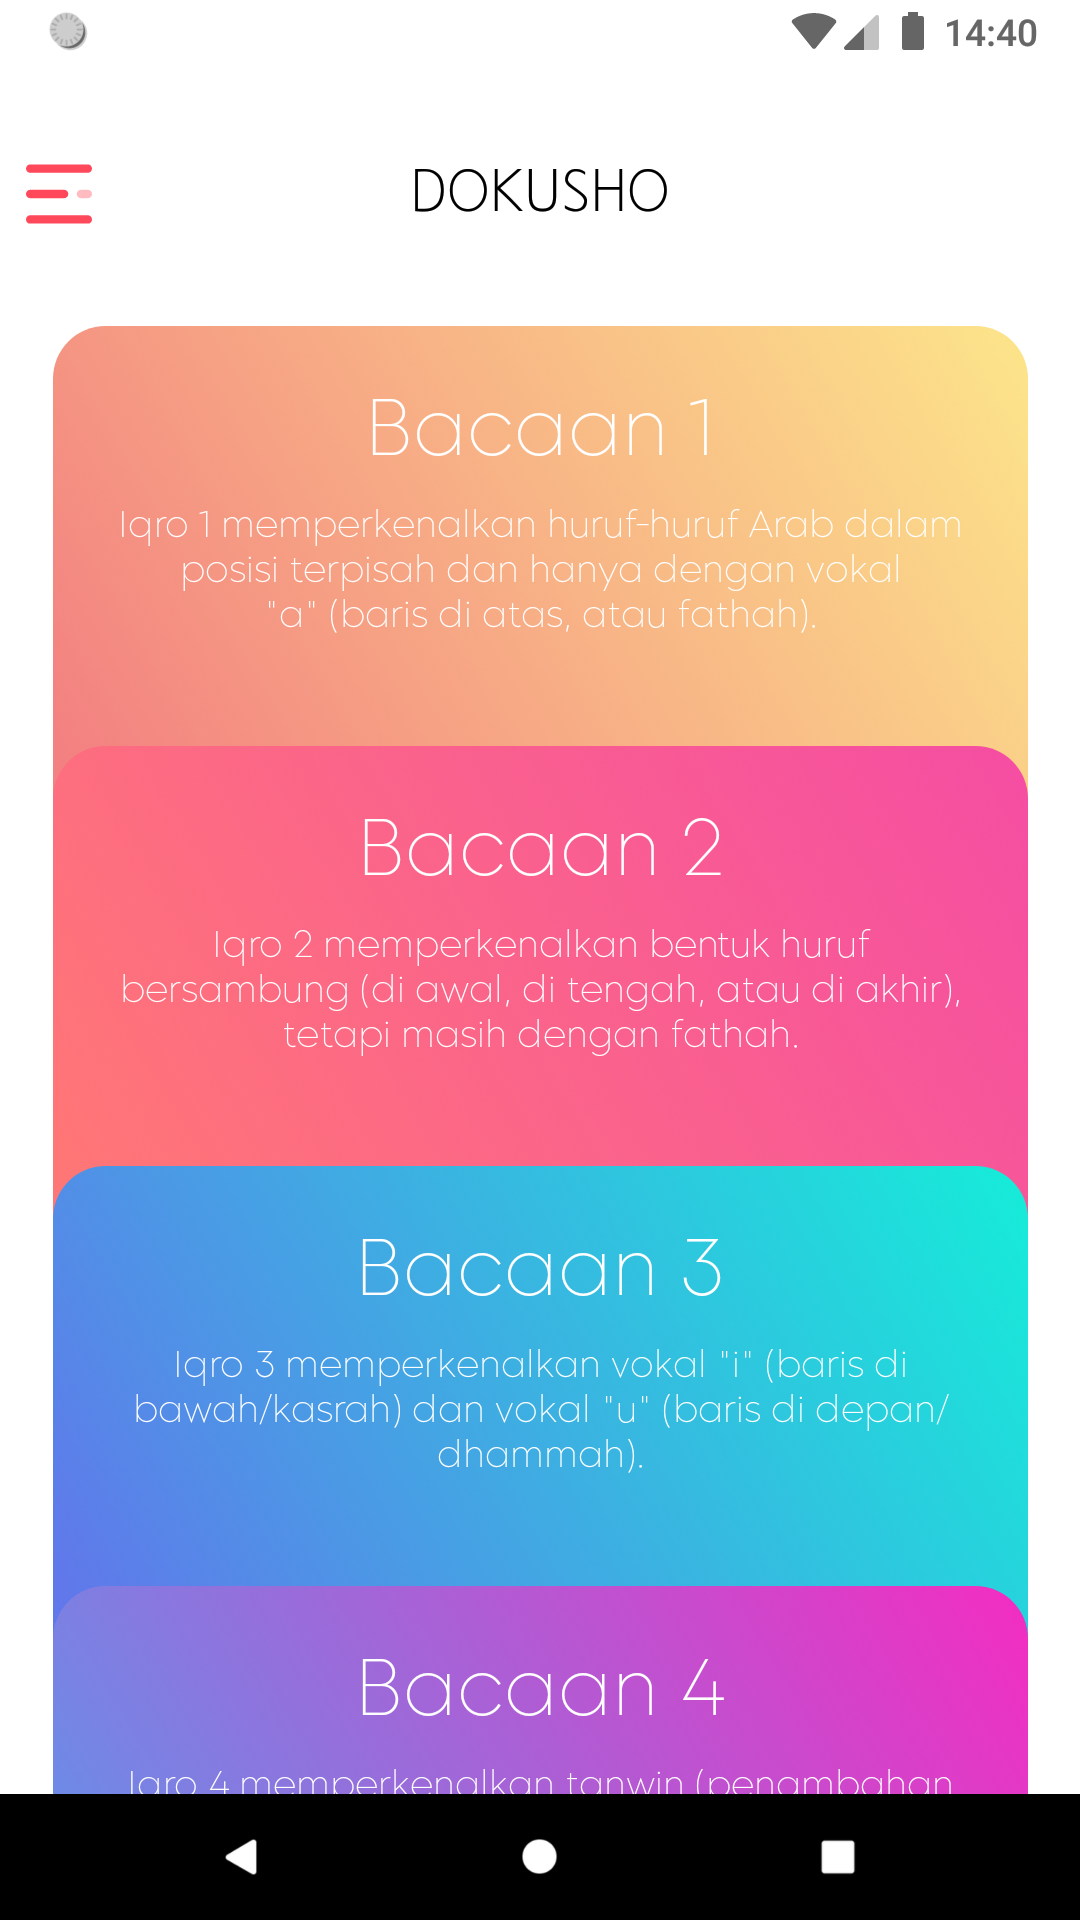 14:40
DOKUSHO
Bacaan 1
Iqro 1 memperkenalkan huruf-huruf Arab dalam
posisi terpisah dan hanya dengan vokal
"a" (baris di atas, atau fathah).
Bacaan 2
Iqro 2 memperkenalkan bentuk huruf
bersambung (di awal, di tengah, atau di akhir),
tetapi masih dengan fathah.
Bacaan 3
Iqro 3 memperkenalkan vokal "i" (baris di
bawah/kasrah) dan vokal "u" (baris di depan/
dhammah).
Bacaan 4
Iqro 4 memperkenalkan tanwin (penambahan